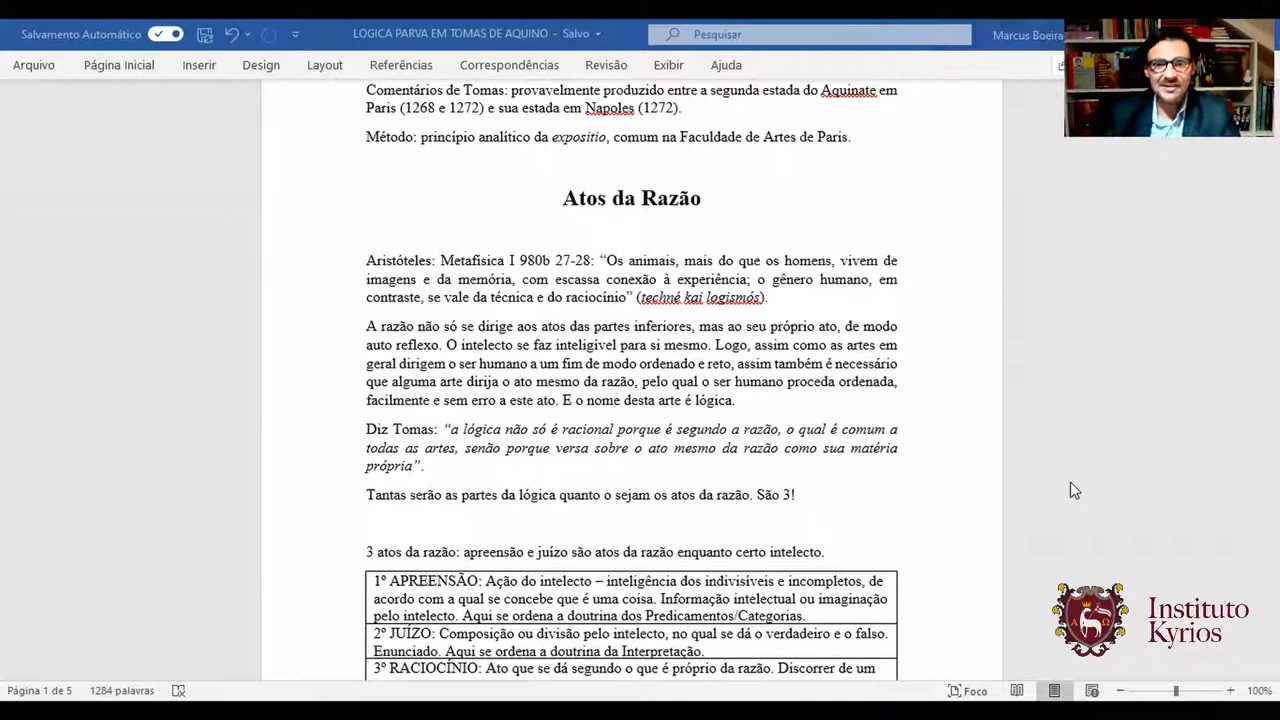 Salvamento Automático
LOGICA PARVA EM TOMAS DE AQUINO - Salvo
Pesquisar
Marcus Boeira
Arquivo Página Inicial Inserir Design Layout Referências Correspondências Revisão Exibir Ajuda
Comentários de Tomas: provavelmente produzido entre a segunda estada do Aquinate em
Paris (1268 e 1272) e sua estada em Napoles (1272).
Método: princípio analítico da expositio, comum na Faculdade de Artes de Paris.
Atos da Razão
Aristóteles: Metafísica I 980b 27-28: “Os animais, mais do que os homens, vivem de
imagens e da memória, com escassa conexão à experiência; o gênero humano, em
contraste, se vale da técnica e do raciocínio” (techné kai logismós).
A razão não só se dirige aos atos das partes inferiores, mas ao seu próprio ato, de modo
auto reflexo. O intelecto se faz inteligível para si mesmo. Logo, assim como as artes em
geral dirigem o ser humano a um fim de modo ordenado e reto, assim também é necessário
que alguma arte dirija o ato mesmo da razão, pelo qual o ser humano proceda ordenada,
facilmente e sem erro a este ato. E o nome desta arte é lógica.
Diz Tomas: “a lógica não só é racional porque é segundo a razão, o qual é comum a
todas as artes, senão porque versa sobre o ato mesmo da razão como sua matéria
própria”.
Tantas serão as partes da lógica quanto o sejam os atos da razão. São 3!
3 atos da razão: apreensão e juízo são atos da razão enquanto certo intelecto.
1º APREENSÃO: Ação do intelecto – inteligência dos indivisíveis e incompletos, de
acordo com a qual se concebe que é uma coisa. Informação intelectual ou imaginação
pelo intelecto. Aqui se ordena a doutrina dos Predicamentos/Categorias.
2º JUÍZO: Composição ou divisão pelo intelecto, no qual se dá o verdadeiro e o falso.
Enunciado. Aqui se ordena a doutrina da Interpretação.
3º RACIOCÍNIO: Ato que se dá segundo o que é próprio da razão. Discorrer de um
Α Ω
Instituto
Kyrios
Página 1 de 5 1284 palavras
Foco
100%